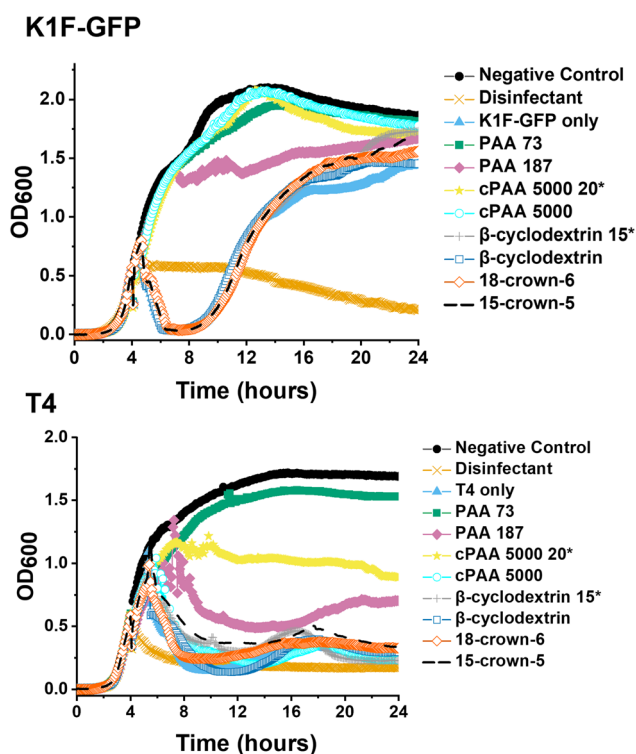 K1F-GFP
OD600
2.0
1.5
1.0
0.5
0.0
0 4 8 12 16 20 24
Time (hours)
Negative Control
Disinfectant
K1F-GFP only
PAA 73
PAA 187
cPAA 5000 20*
cPAA 5000
β-cyclodextrin 15*
β-cyclodextrin
18-crown-6
15-crown-5
T4
OD600
2.0
1.5
1.0
0.5
0.0
0 4 8 12 16 20 24
Time (hours)
Negative Control
Disinfectant
T4 only
PAA 73
PAA 187
cPAA 5000 20*
cPAA 5000
β-cyclodextrin 15*
β-cyclodextrin
18-crown-6
15-crown-5